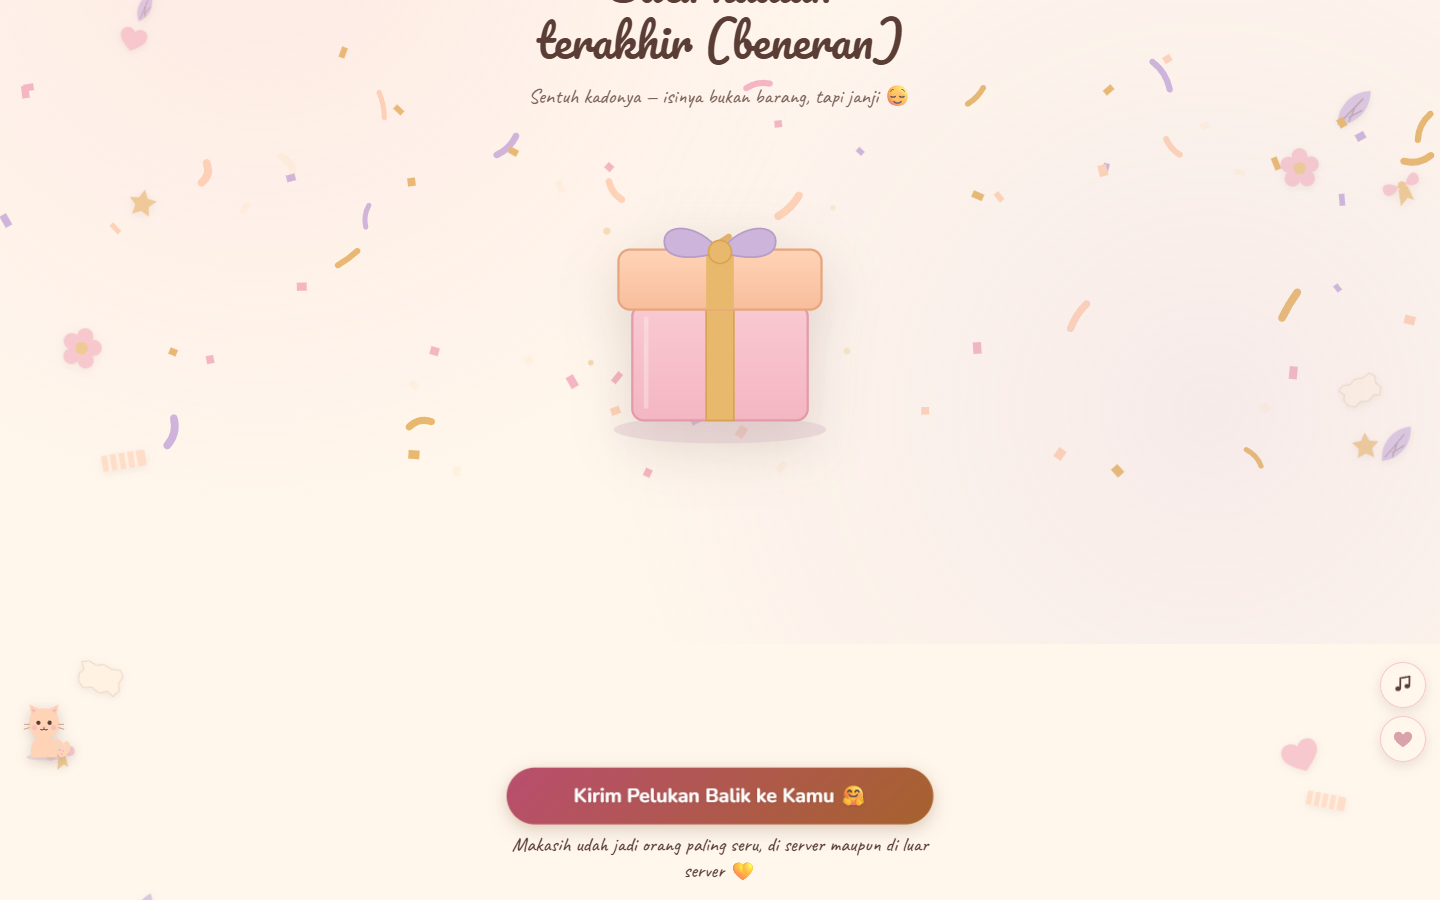 terakhir (beneran)
Sentuh kadonya — isinya bukan barang, tapi janji 😌
Kirim Pelukan Balik ke Kamu 🤗
Makasih udah jadi orang paling seru, di server maupun di luar
server 💛